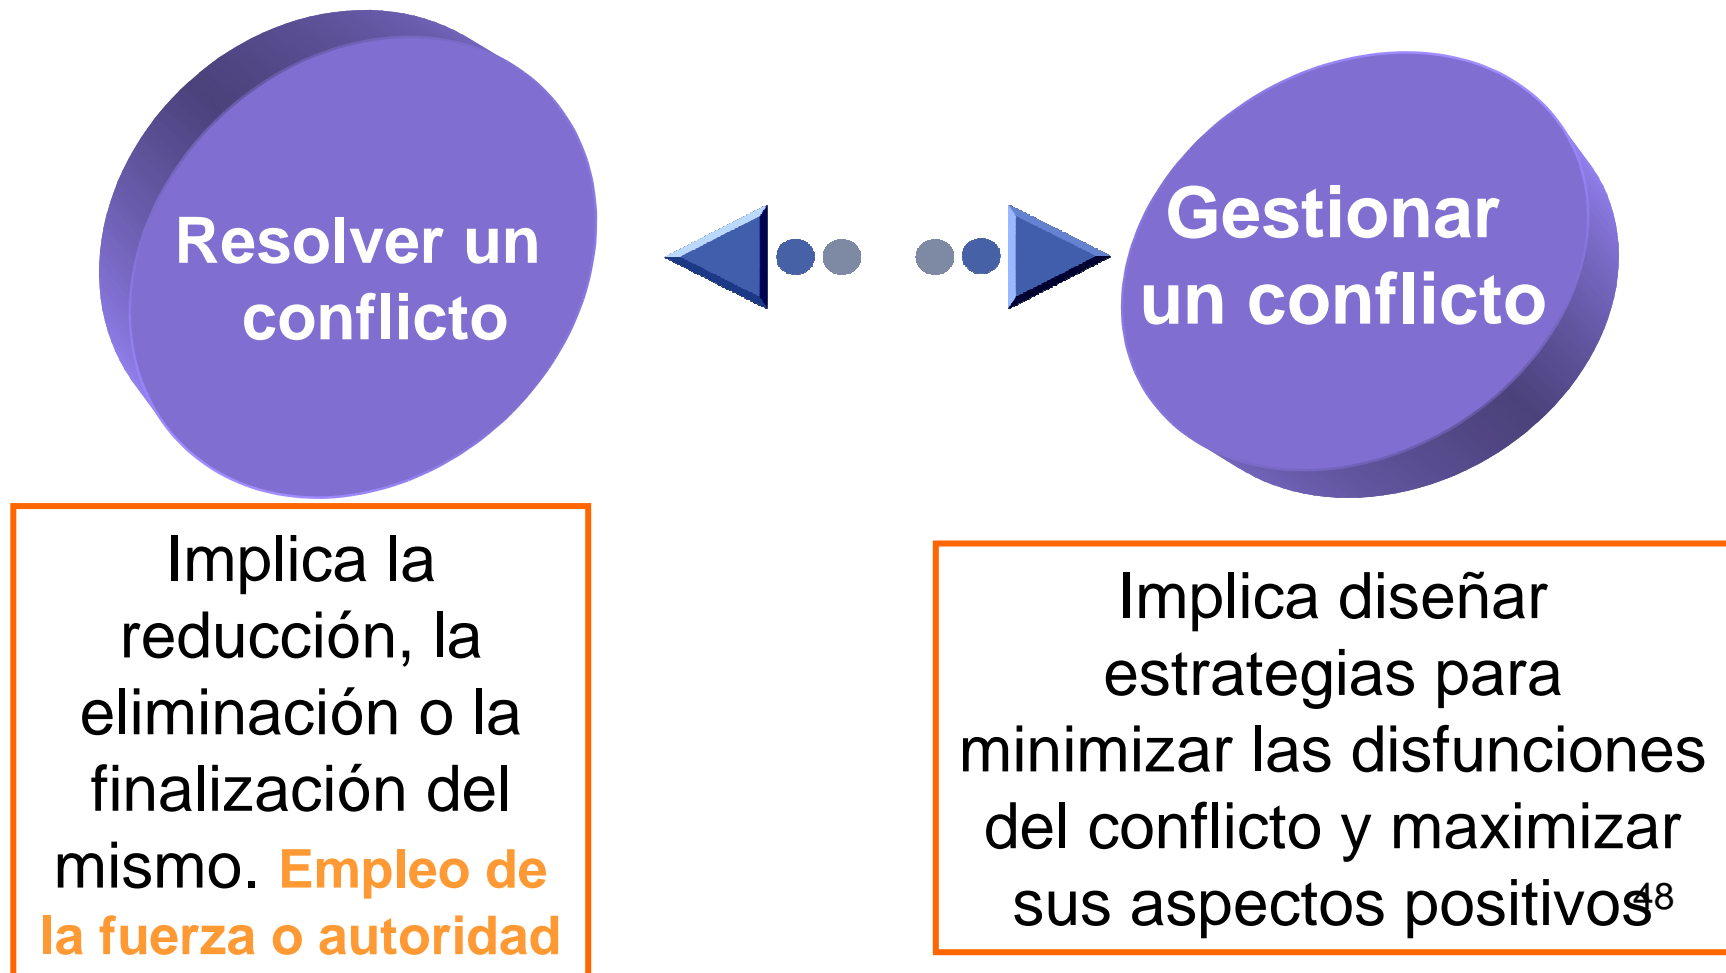 Resolver un
conflicto
Gestionar
un conflicto
Implica la
reducción, la
eliminación o la
finalización del
mismo. Empleo de
la fuerza o autoridad
Implica diseñar
estrategias para
minimizar las disfunciones
del conflicto y maximizar
sus aspectos positivos
48